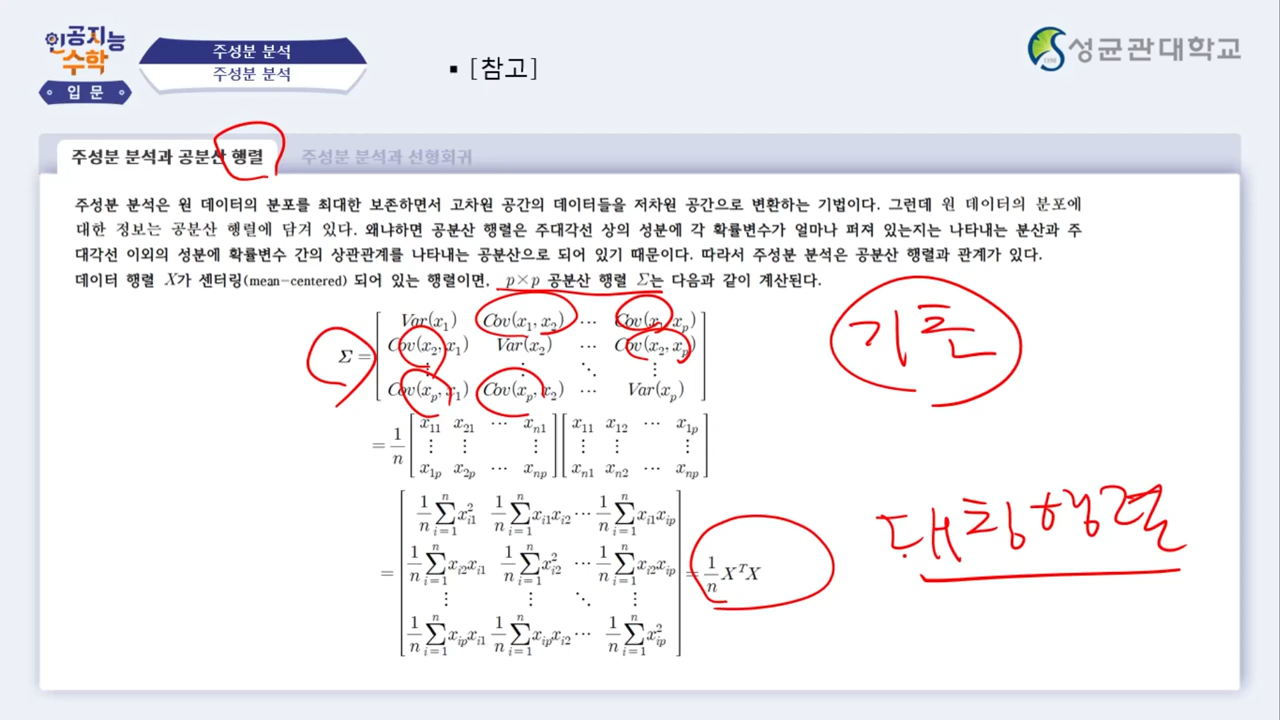 인공지능
수학
입문
주성분 분석
주성분 분석
▪ [참고]
성균관대학교
1398
주성분 분석과 공분산 행렬
주성분 분석과 선형회귀
주성분 분석은 원 데이터의 분포를 최대한 보존하면서 고차원 공간의 데이터들을 저차원 공간으로 변환하는 기법이다. 그런데 원 데이터의 분포에
대한 정보는 공분산 행렬에 담겨 있다. 왜냐하면 공분산 행렬은 주대각선 상의 성분에 각 확률변수가 얼마나 퍼져 있는지는 나타내는 분산과 주
대각선 이외의 성분에 확률변수 간의 상관관계를 나타내는 공분산으로 되어 있기 때문이다. 따라서 주성분 분석은 공분산 행렬과 관계가 있다.
데이터 행렬 X가 센터링(mean-centered) 되어 있는 행렬이면, p×p 공분산 행렬 Σ는 다음과 같이 계산된다.
Var(x₁) Cov(x₁, x₂) ⋯ Cov(x₁, xₚ)
Σ = Cov(x₂, x₁) Var(x₂) ⋯ Cov(x₂, xₚ)
⋮ ⋮ ⋱ ⋮
Cov(xₚ, x₁) Cov(xₚ, x₂) ⋯ Var(xₚ)
= 1/n [x₁₁ x₂₁ ⋯ xₙ₁] [x₁₁ x₁₂ ⋯ x₁ₚ]
⋮ ⋮ ⋮ ⋮ ⋮ ⋮
x₁ₚ x₂ₚ ⋯ xₙₚ xₙ₁ xₙ₂ ⋯ xₙₚ
1/n Σᵢ₌₁ⁿ xᵢ₁² 1/n Σᵢ₌₁ⁿ xᵢ₁xᵢ₂ ⋯ 1/n Σᵢ₌₁ⁿ xᵢ₁xᵢₚ
= 1/n Σᵢ₌₁ⁿ xᵢ₂xᵢ₁ 1/n Σᵢ₌₁ⁿ xᵢ₂² ⋯ 1/n Σᵢ₌₁ⁿ xᵢ₂xᵢₚ = 1/n XᵀX
⋮ ⋮ ⋱ ⋮
1/n Σᵢ₌₁ⁿ xᵢₚxᵢ₁ 1/n Σᵢ₌₁ⁿ xᵢₚxᵢ₂ ⋯ 1/n Σᵢ₌₁ⁿ xᵢₚ²
대칭행렬